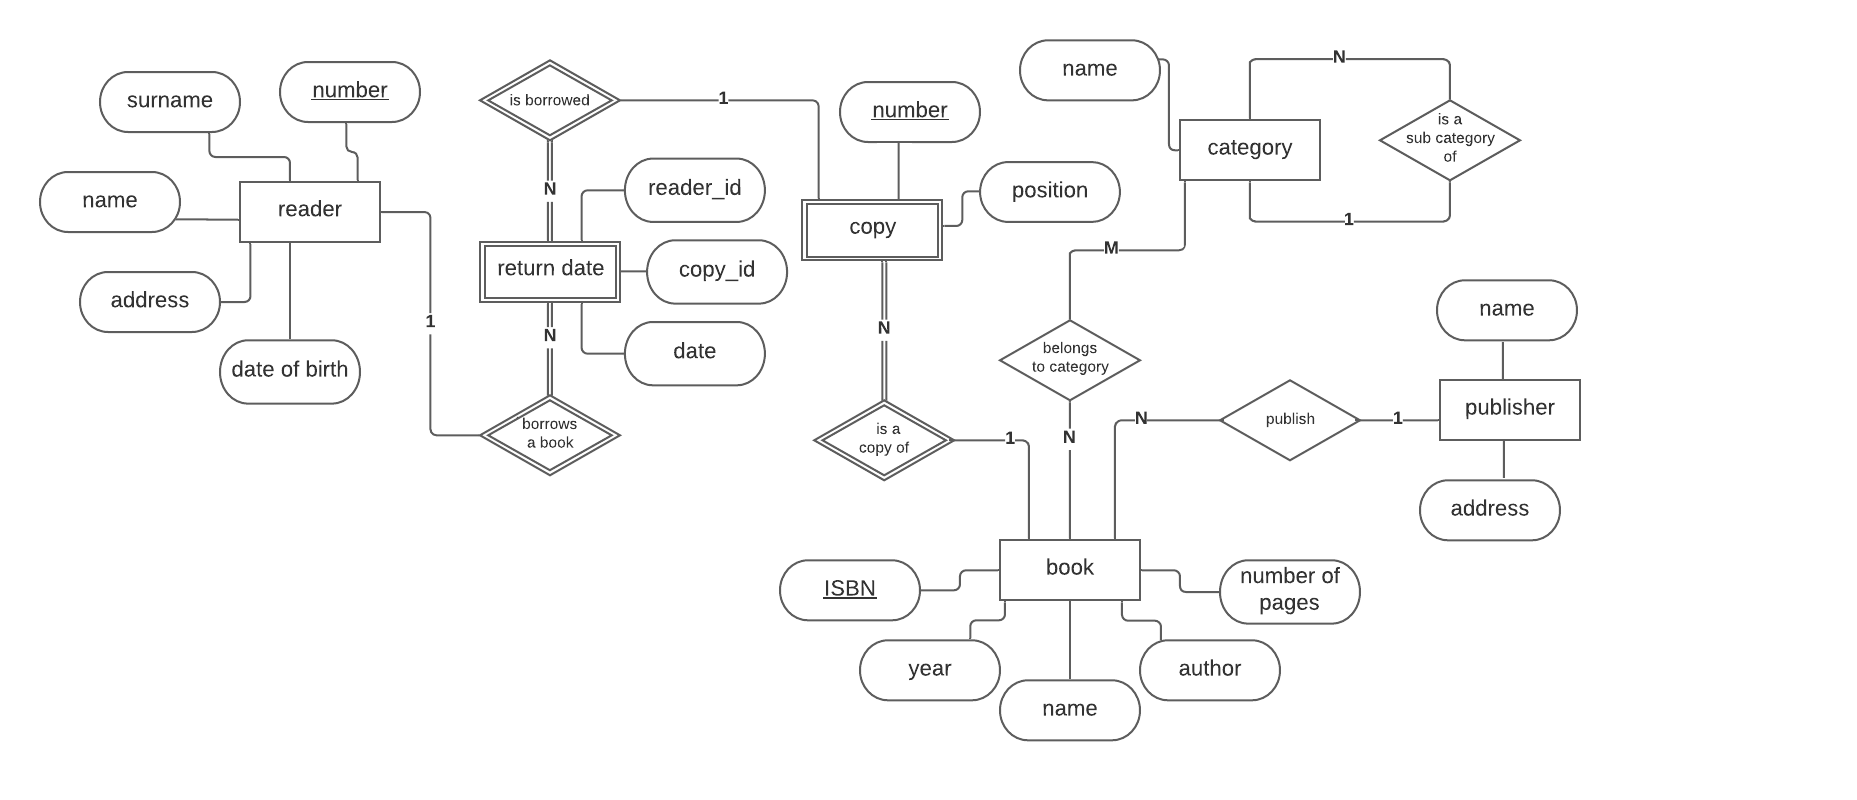 name
N
surname
number
is borrowed
1
number
is a
sub category
of
category
reader_id
position
name
reader
N
copy
1
return date
copy_id
M
address
1
N
date
N
name
belongs
to category
date of birth
publisher
borrows
a book
is a
copy of
1
N
N
publish
1
address
book
ISBN
number of
pages
year
author
name